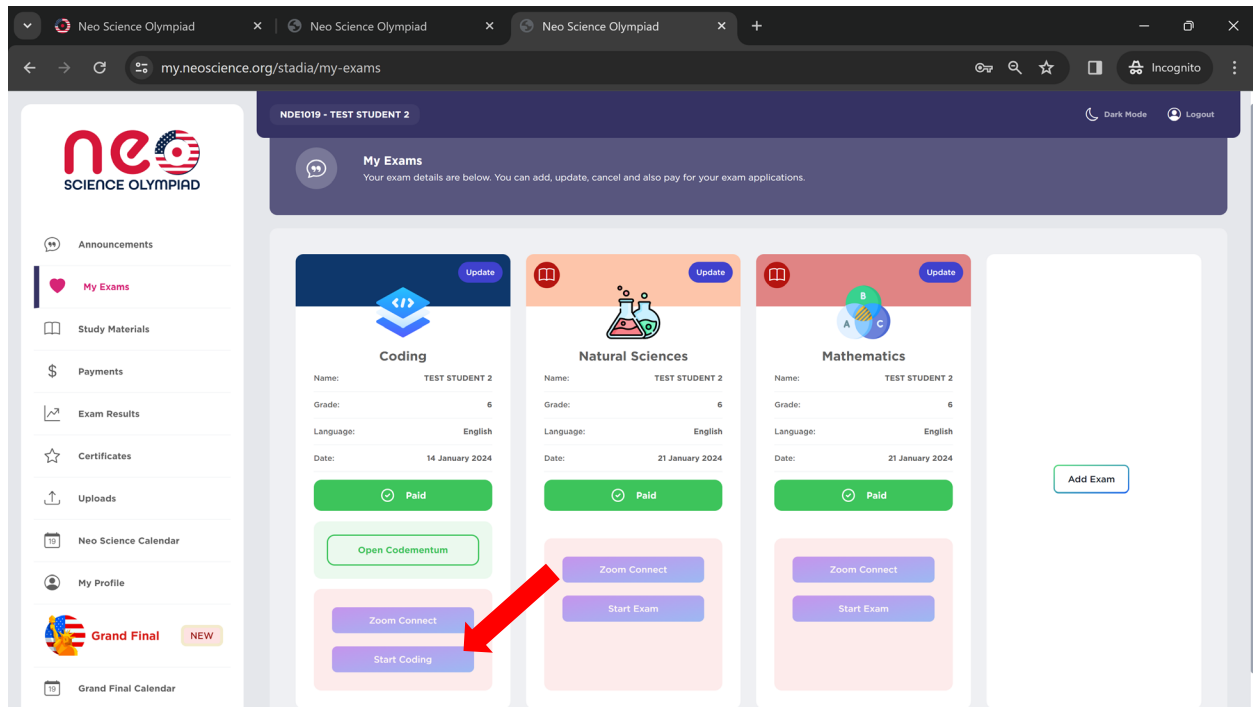 Neo Science Olympiad
Neo Science Olympiad
Neo Science Olympiad
my.neoscience.org/stadia/my-exams
Incognito
neo
SCIENCE OLYMPIAD
NDE1019 - TEST STUDENT 2
Dark Mode
Logout
My Exams
Your exam details are below. You can add, update, cancel and also pay for your exam applications.
Announcements
My Exams
Study Materials
$ Payments
Exam Results
Certificates
Uploads
19 Neo Science Calendar
My Profile
Grand Final NEW
19 Grand Final Calendar
Update
</>
Coding
Name: TEST STUDENT 2
Grade: 6
Language: English
Date: 14 January 2024
Paid
Open Codementum
Zoom Connect
Start Coding
Update
Natural Sciences
Name: TEST STUDENT 2
Grade: 6
Language: English
Date: 21 January 2024
Paid
Zoom Connect
Start Exam
Update
B
A C
Mathematics
Name: TEST STUDENT 2
Grade: 6
Language: English
Date: 21 January 2024
Paid
Zoom Connect
Start Exam
Add Exam